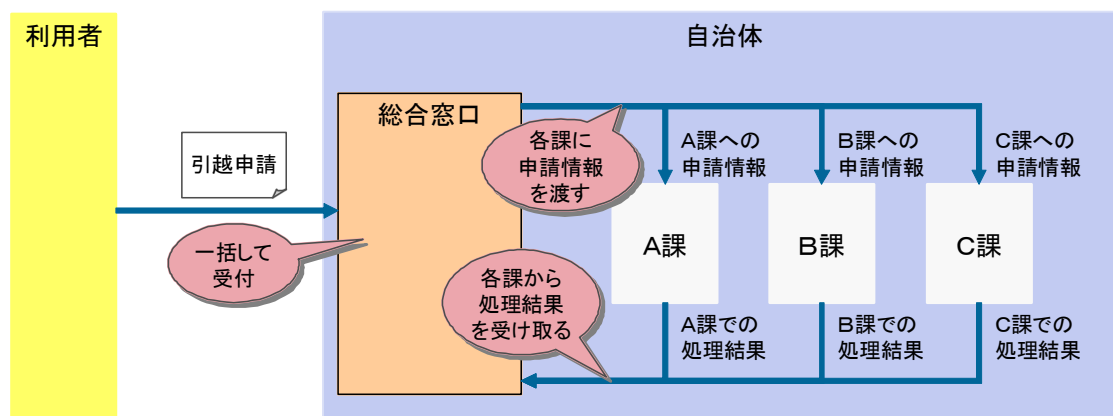 利用者
自治体
総合窓口
引越申請
一括して
受付
各課に
申請情報
を渡す
A課への
申請情報
B課への
申請情報
C課への
申請情報
A課
B課
C課
各課から
処理結果
を受け取る
A課での
処理結果
B課での
処理結果
C課での
処理結果